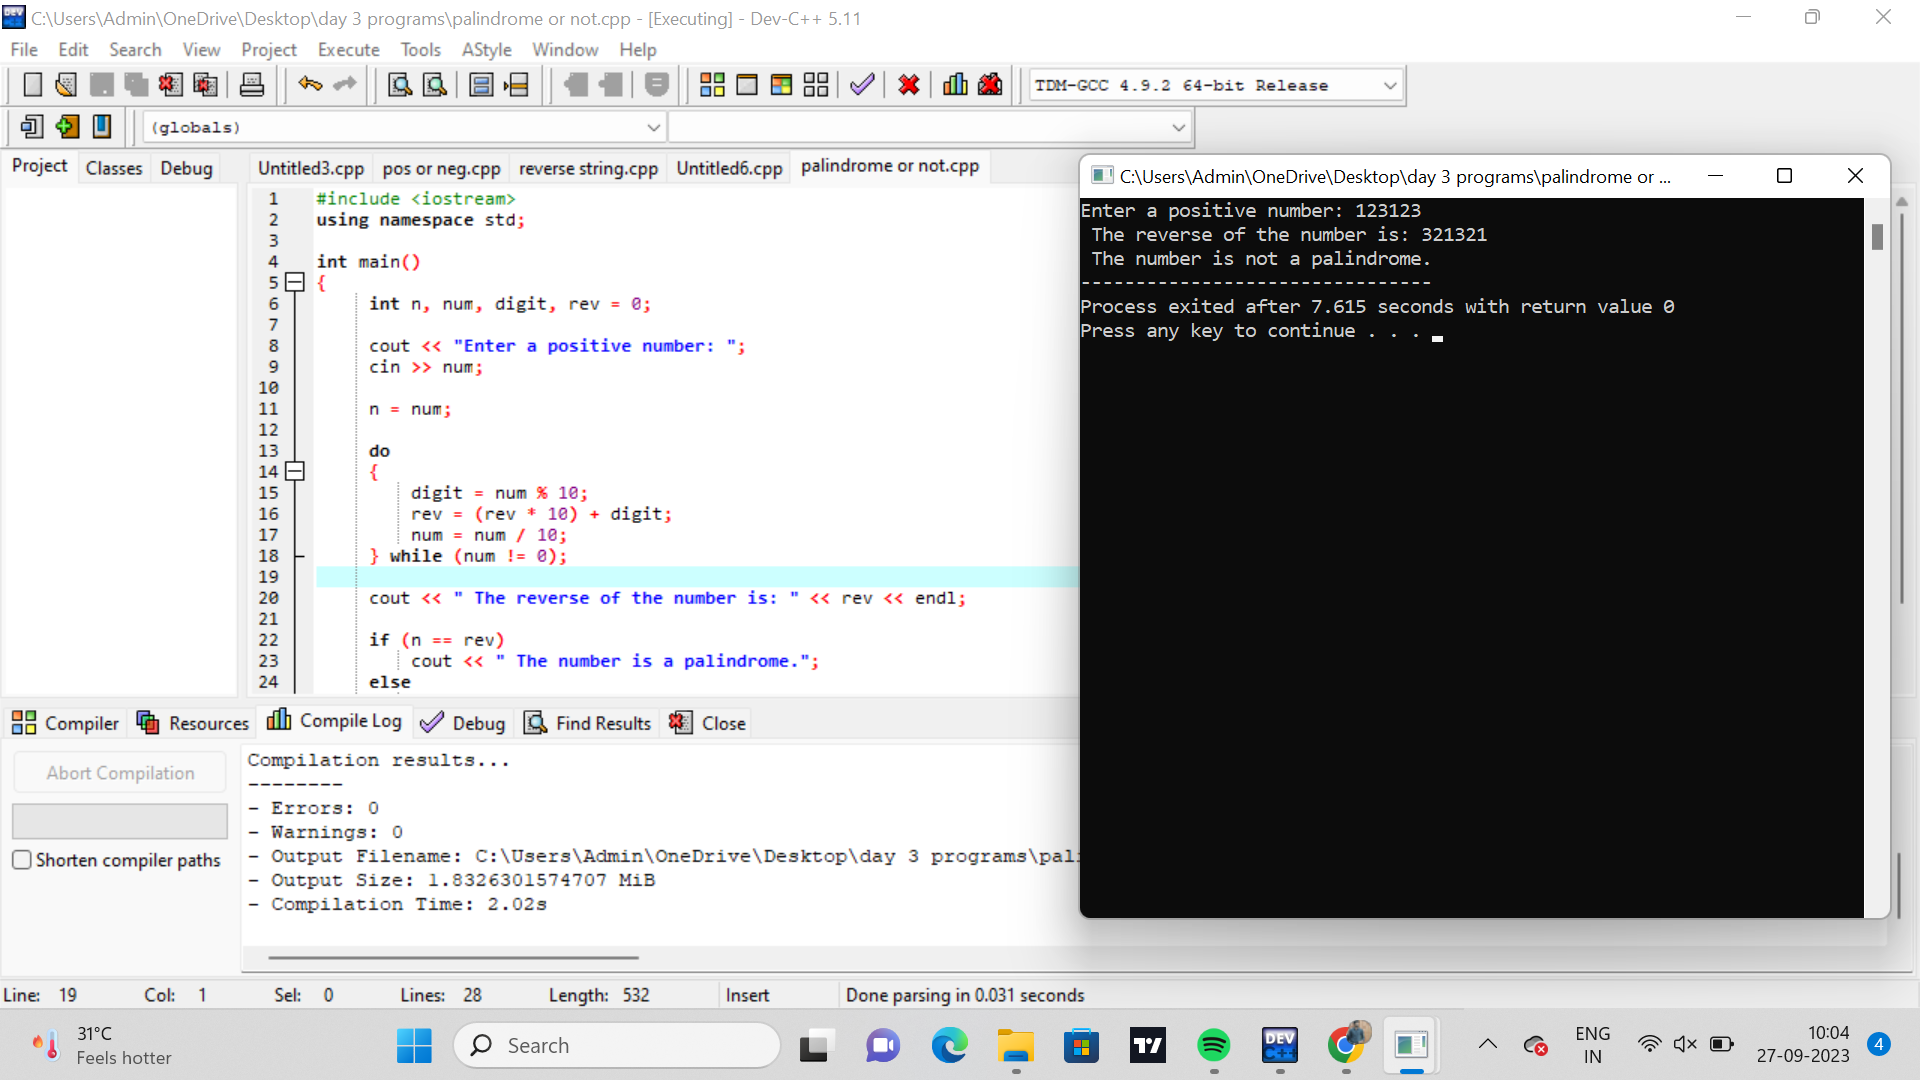 C:\Users\Admin\OneDrive\Desktop\day 3 programs\palindrome or not.cpp - [Executing] - Dev-C++ 5.11
File Edit Search View Project Execute Tools AStyle Window Help
TDM-GCC 4.9.2 64-bit Release
(globals)
Project Classes Debug
Untitled3.cpp pos or neg.cpp reverse string.cpp Untitled6.cpp palindrome or not.cpp
1 #include <iostream>
2 using namespace std;
3
4 int main()
5 {
6 int n, num, digit, rev = 0;
7
8 cout << "Enter a positive number: ";
9 cin >> num;
10
11 n = num;
12
13 do
14 {
15 digit = num % 10;
16 rev = (rev * 10) + digit;
17 num = num / 10;
18 } while (num != 0);
19
20 cout << " The reverse of the number is: " << rev << endl;
21
22 if (n == rev)
23 cout << " The number is a palindrome.";
24 else
C:\Users\Admin\OneDrive\Desktop\day 3 programs\palindrome or ...
Enter a positive number: 123123
The reverse of the number is: 321321
The number is not a palindrome.
--------------------------------
Process exited after 7.615 seconds with return value 0
Press any key to continue . . .
Compiler Resources Compile Log Debug Find Results Close
Abort Compilation
Shorten compiler paths
Compilation results...
--------
- Errors: 0
- Warnings: 0
- Output Filename: C:\Users\Admin\OneDrive\Desktop\day 3 programs\pal
- Output Size: 1.8326301574707 MiB
- Compilation Time: 2.02s
Line: 19 Col: 1 Sel: 0 Lines: 28 Length: 532 Insert Done parsing in 0.031 seconds
31°C
Feels hotter
Search
DEV C++
ENG
IN
10:04
27-09-2023
4